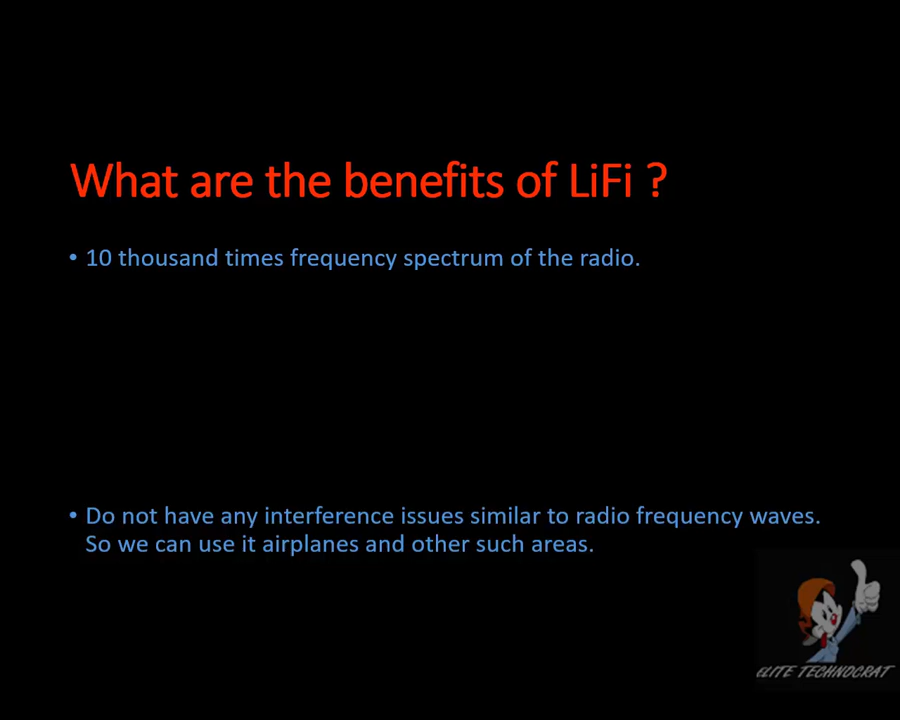 What are the benefits of LiFi ?
• 10 thousand times frequency spectrum of the radio.
• Do not have any interference issues similar to radio frequency waves.
So we can use it airplanes and other such areas.
ELITE TECHNOCRAT